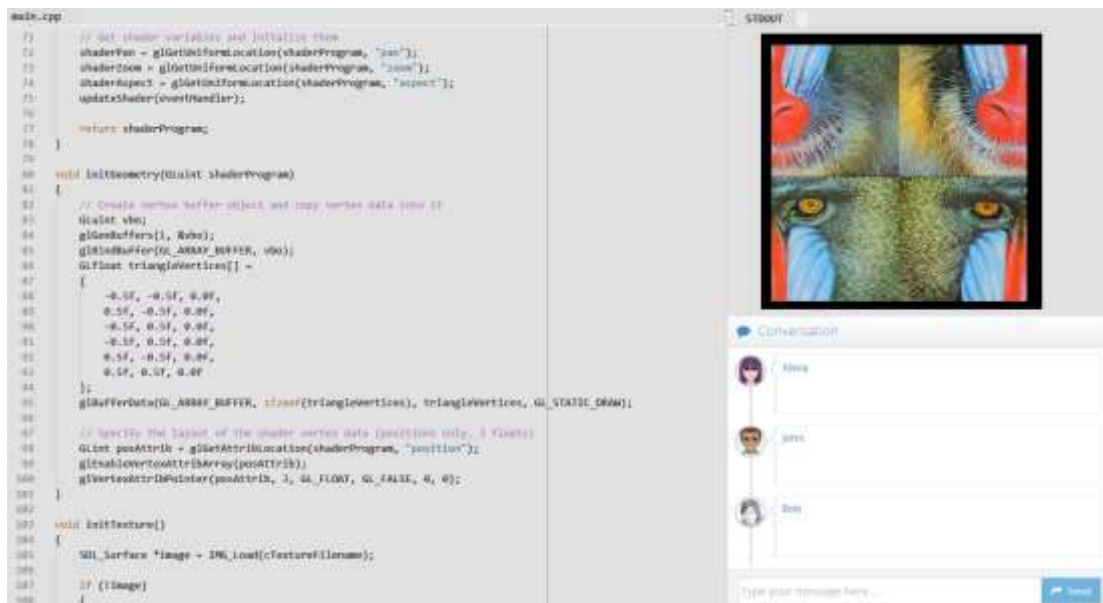 main.cpp
71 // Get shader variables and initialize them
72 shaderPan = glGetUniformLocation(shaderProgram, "pan");
73 shaderZoom = glGetUniformLocation(shaderProgram, "zoom");
74 shaderAspect = glGetUniformLocation(shaderProgram, "aspect");
75 updateShader(eventHandler);
76
77 return shaderProgram;
78 }
79
80 void initGeometry(GLuint shaderProgram)
81 {
82 // Create vertex buffer object and copy vertex data into it
83 GLuint vbo;
84 glGenBuffers(1, &vbo);
85 glBindBuffer(GL_ARRAY_BUFFER, vbo);
86 GLfloat triangleVertices[] =
87 {
88 -0.5f, -0.5f, 0.0f,
89 0.5f, -0.5f, 0.0f,
90 -0.5f, 0.5f, 0.0f,
91 -0.5f, 0.5f, 0.0f,
92 0.5f, -0.5f, 0.0f,
93 0.5f, 0.5f, 0.0f
94 };
95 glBufferData(GL_ARRAY_BUFFER, sizeof(triangleVertices), triangleVertices, GL_STATIC_DRAW);
96
97 // Specify the layout of the shader vertex data (positions only, 3 floats)
98 GLint posAttrib = glGetAttribLocation(shaderProgram, "position");
99 glEnableVertexAttribArray(posAttrib);
100 glVertexAttribPointer(posAttrib, 3, GL_FLOAT, GL_FALSE, 0, 0);
101 }
102
103 void initTexture()
104 {
105 SDL_Surface *image = IMG_Load(cTextureFilename);
106
107 if (!image)
108 {
STDOUT
Conversation
Alexa
John
Bob
Type your message here ...
Send